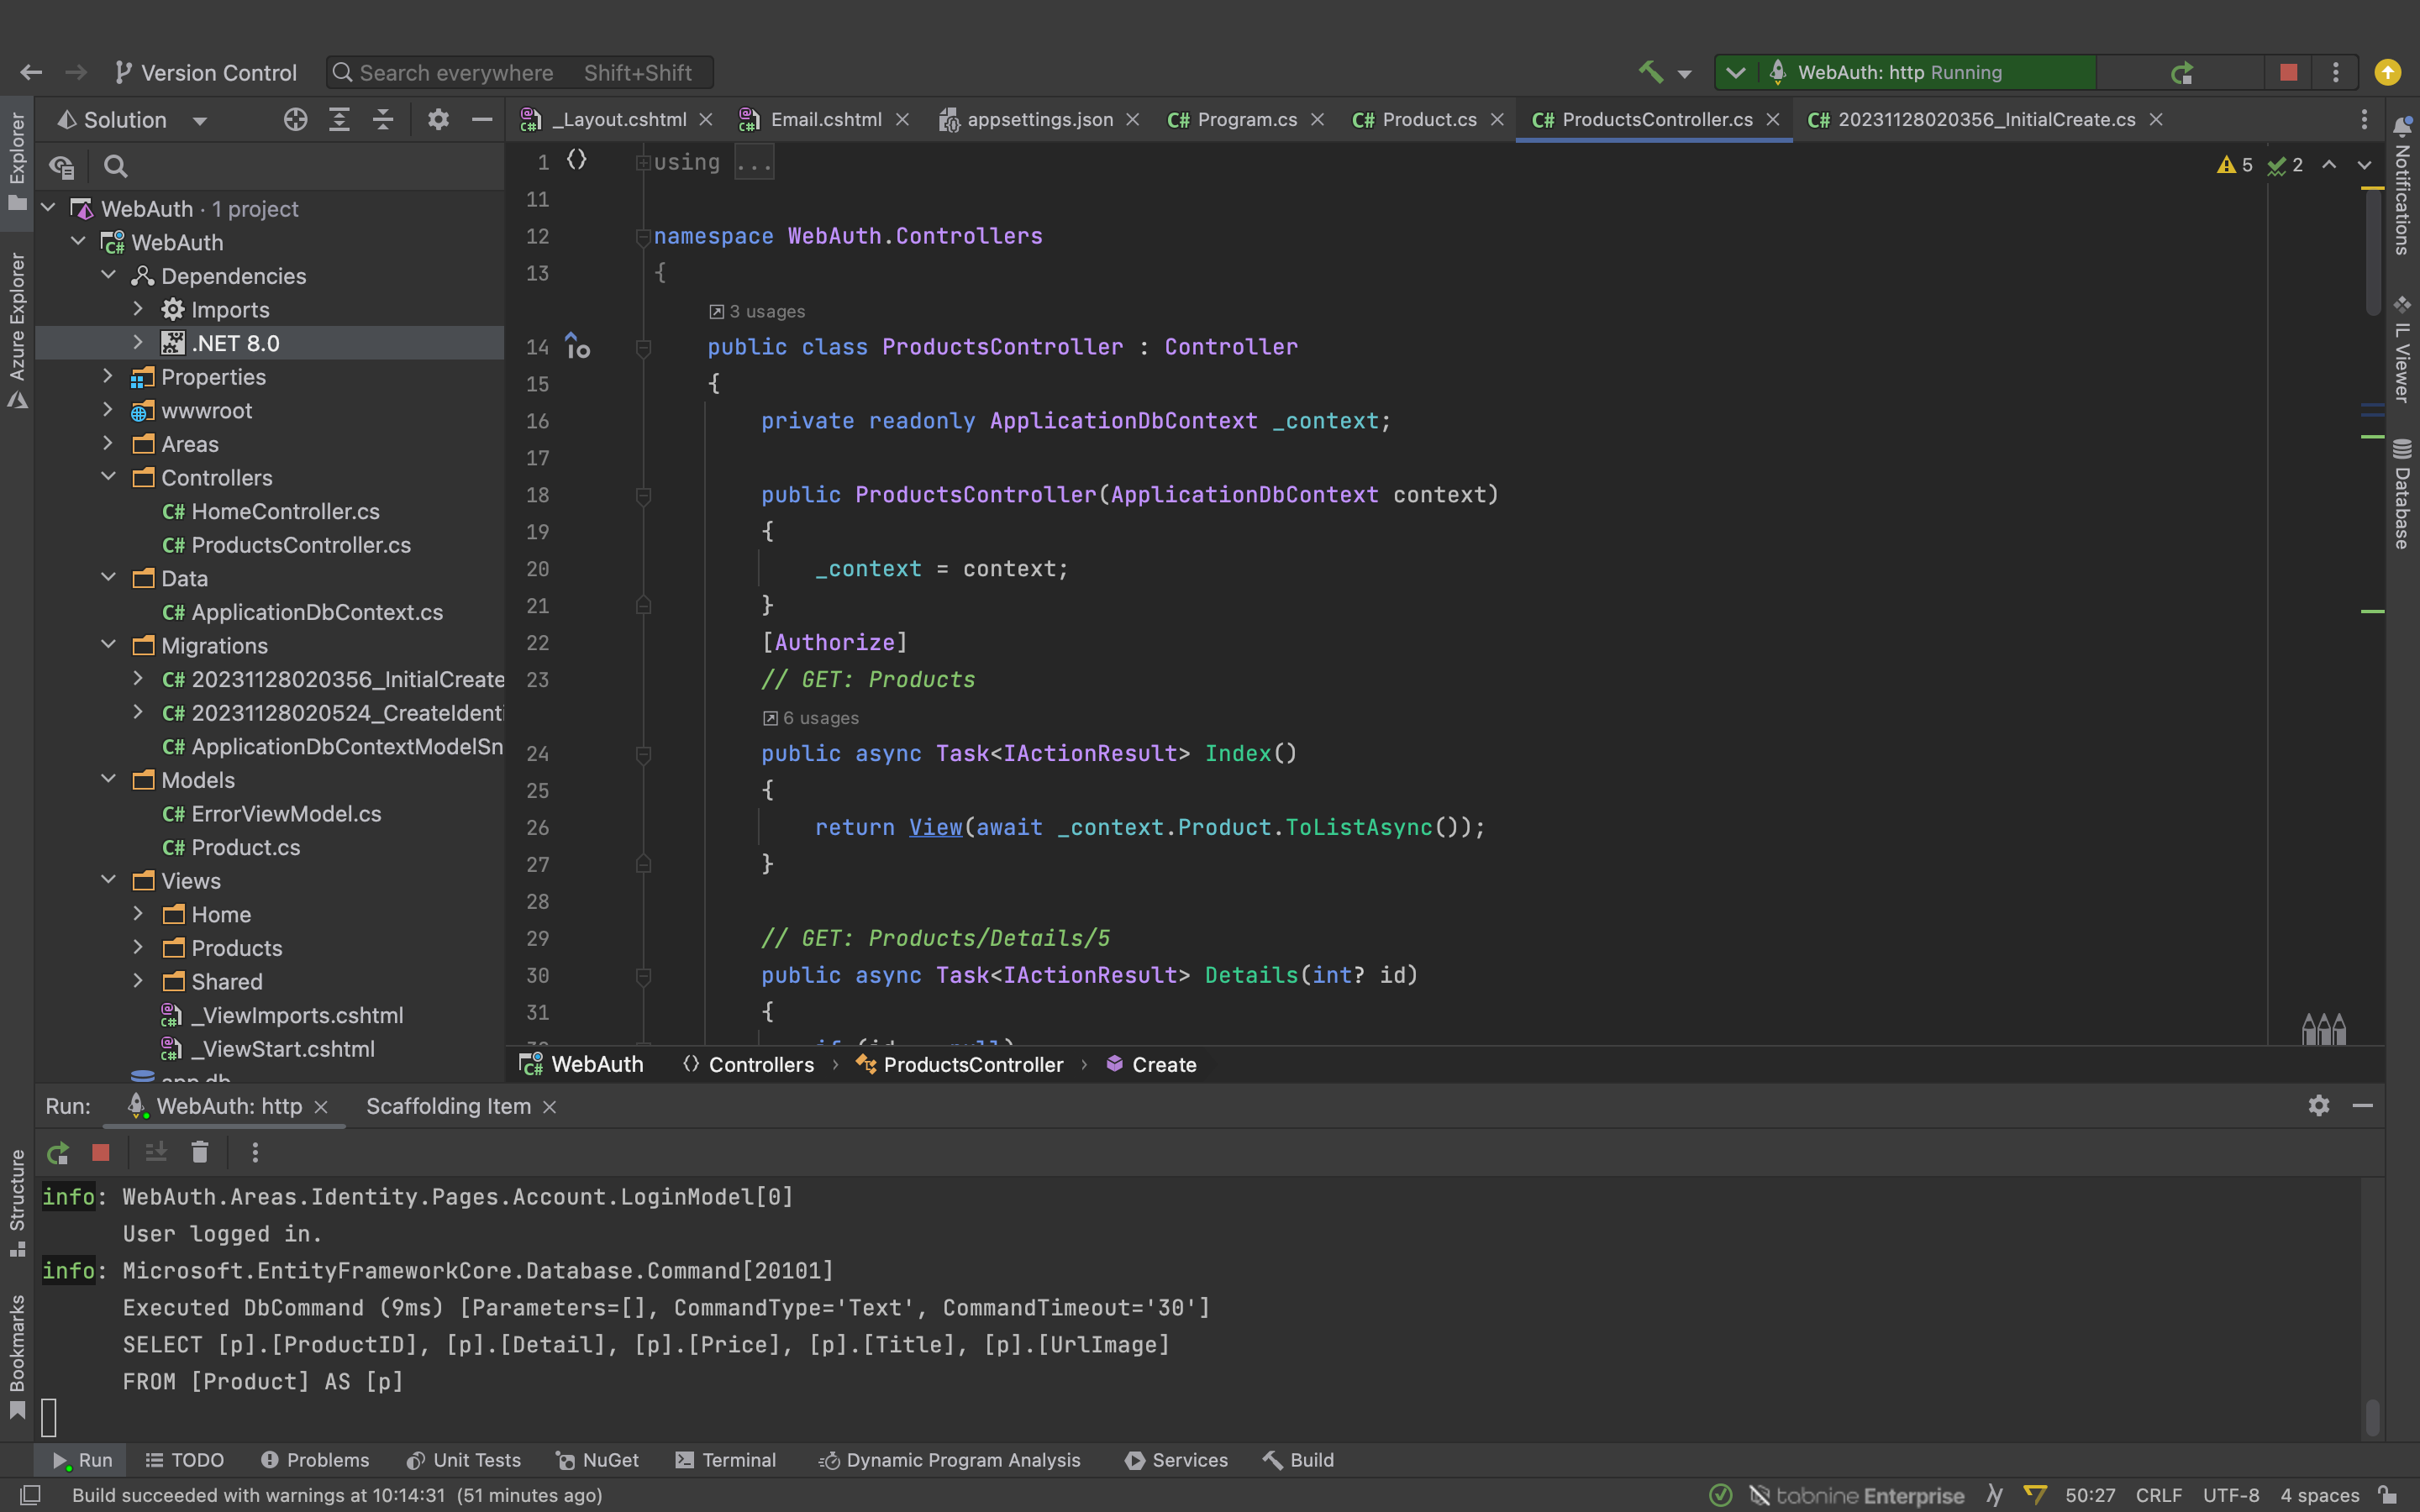 Version Control
Search everywhere Shift+Shift
WebAuth: http Running
Solution
_Layout.cshtml
Email.cshtml
appsettings.json
C# Program.cs
C# Product.cs
C# ProductsController.cs
C# 20231128020356_InitialCreate.cs
Explorer
Azure Explorer
Structure
Bookmarks
WebAuth · 1 project
WebAuth
Dependencies
Imports
.NET 8.0
Properties
wwwroot
Areas
Controllers
C# HomeController.cs
C# ProductsController.cs
Data
C# ApplicationDbContext.cs
Migrations
C# 20231128020356_InitialCreate
C# 20231128020524_CreateIdenti
C# ApplicationDbContextModelSn
Models
C# ErrorViewModel.cs
C# Product.cs
Views
Home
Products
Shared
_ViewImports.cshtml
_ViewStart.cshtml
app.db
5 2
1 using ...
11
12 namespace WebAuth.Controllers
13 {
3 usages
14 public class ProductsController : Controller
15 {
16 private readonly ApplicationDbContext _context;
17
18 public ProductsController(ApplicationDbContext context)
19 {
20 _context = context;
21 }
22 [Authorize]
23 // GET: Products
6 usages
24 public async Task<IActionResult> Index()
25 {
26 return View(await _context.Product.ToListAsync());
27 }
28
29 // GET: Products/Details/5
30 public async Task<IActionResult> Details(int? id)
31 {
Notifications
IL Viewer
Database
WebAuth
Controllers › ProductsController › Create
Run: WebAuth: http Scaffolding Item
info: WebAuth.Areas.Identity.Pages.Account.LoginModel[0]
User logged in.
info: Microsoft.EntityFrameworkCore.Database.Command[20101]
Executed DbCommand (9ms) [Parameters=[], CommandType='Text', CommandTimeout='30']
SELECT [p].[ProductID], [p].[Detail], [p].[Price], [p].[Title], [p].[UrlImage]
FROM [Product] AS [p]
Run TODO Problems Unit Tests NuGet Terminal Dynamic Program Analysis Services Build
Build succeeded with warnings at 10:14:31 (51 minutes ago)
tabnine Enterprise 50:27 CRLF UTF-8 4 spaces